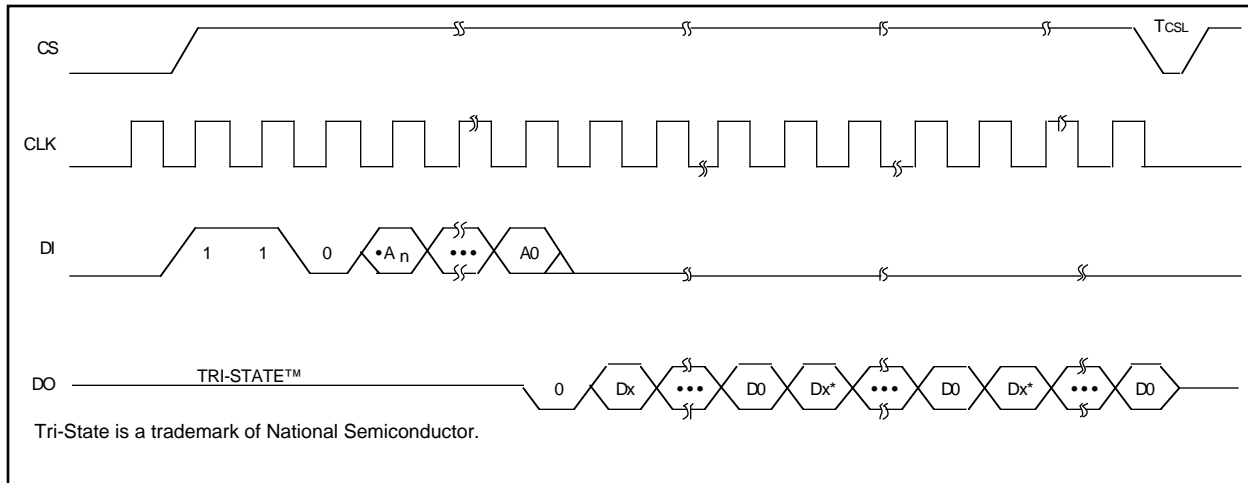 CS TCSL
CLK
DI 1 1 0 •An ••• A0
TRI-STATE™
DO 0 Dx ••• D0 Dx* ••• D0 Dx* ••• D0
Tri-State is a trademark of National Semiconductor.